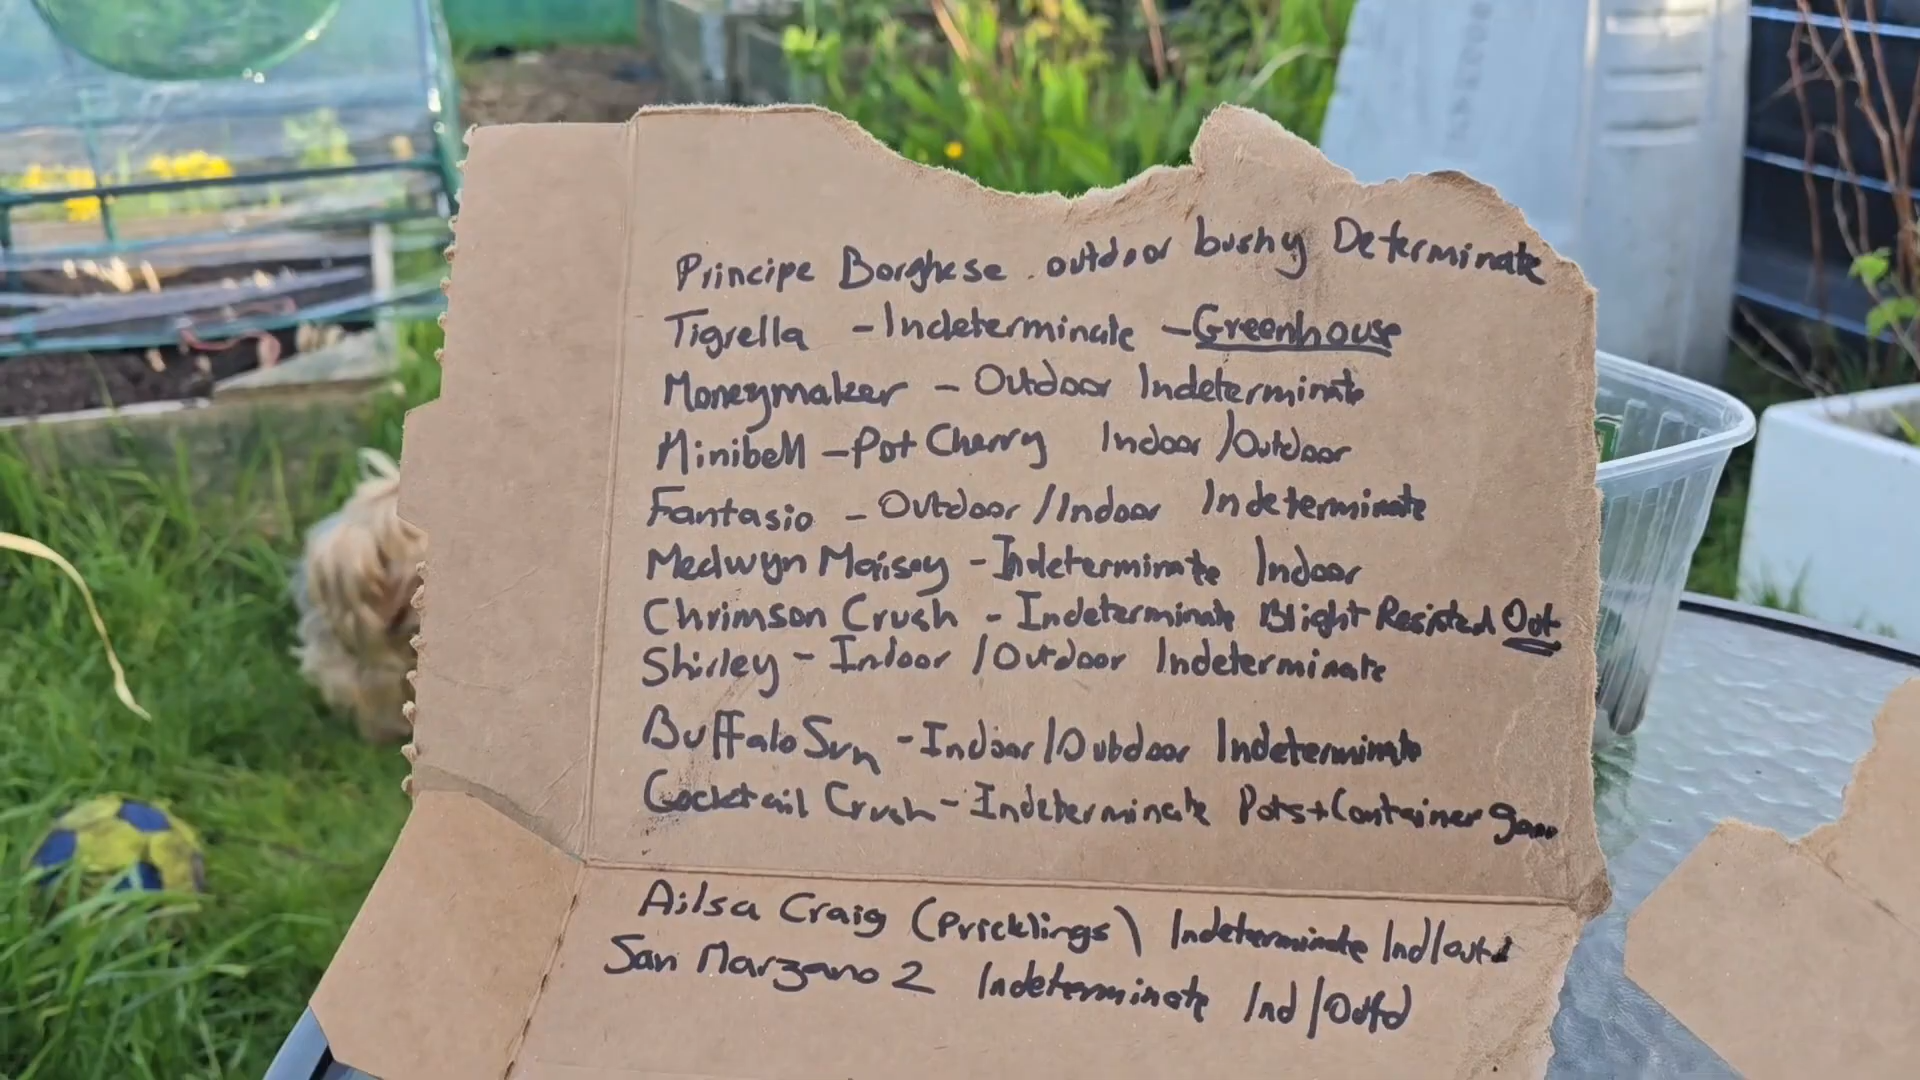 Principe Borghese . outdoor bushy Determinate
Tigrella - Indeterminate - Greenhouse
Moneymaker - Outdoor Indeterminate
Minibell - Pot Cherry Indoor / Outdoor
Fantasio - Outdoor / Indoor Indeterminate
Medwyn Maisey - Indeterminate Indoor
Chrimson Crush - Indeterminate Blight Resisted Out
Shirley - Indoor / Outdoor Indeterminate
Buffalo Sun - Indoor / Outdoor Indeterminate
Cocktail Crush - Indeterminate Pots + Container
Ailsa Craig (Pricklings) Indeterminate Ind/outd
San Marzano 2 Indeterminate Ind / Outd